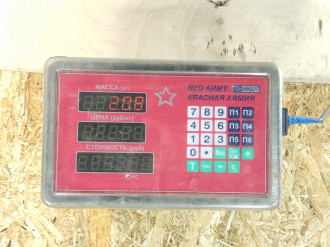 МАССА (кг)
2.08
ЦЕНА (руб/кг)
СТОИМОСТЬ (руб)
RED ARMY
КРАСНАЯ АРМИЯ
7 8 9 П1 П2
4 5 6 П3 П4
1 2 3 П5 П6
0 •
T C